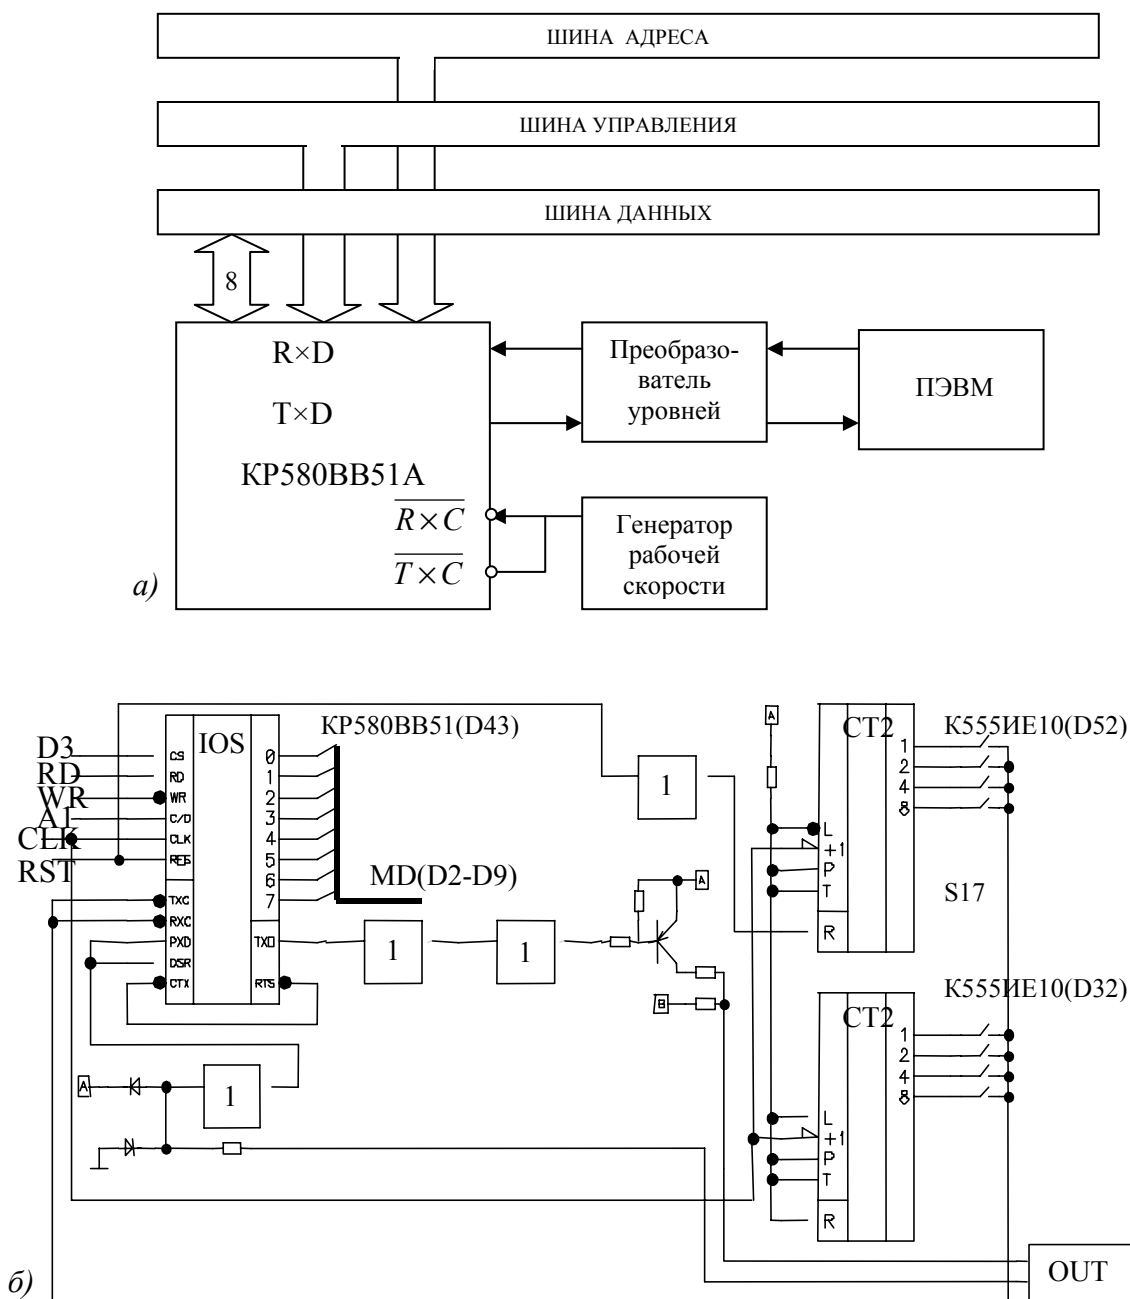 ШИНА АДРЕСА
ШИНА УПРАВЛЕНИЯ
ШИНА ДАННЫХ
8
R×D
T×D
КР580ВВ51А
R×C
T×C
Преобразо-
ватель
уровней
ПЭВМ
Генератор
рабочей
скорости
а)
D3
RD
WR
A1
CLK
RST
CS
RD
WR
C/D
CLK
RES
TXC
RXC
PXD
DSR
CTX
IOS
0
1
2
3
4
5
6
7
TXD
RTS
КР580ВВ51(D43)
MD(D2-D9)
1
1
1
1
A
B
A
A
CT2
L
+1
P
T
R
1
2
4
8
К555ИЕ10(D52)
S17
CT2
L
+1
P
T
R
1
2
4
8
К555ИЕ10(D32)
OUT
б)